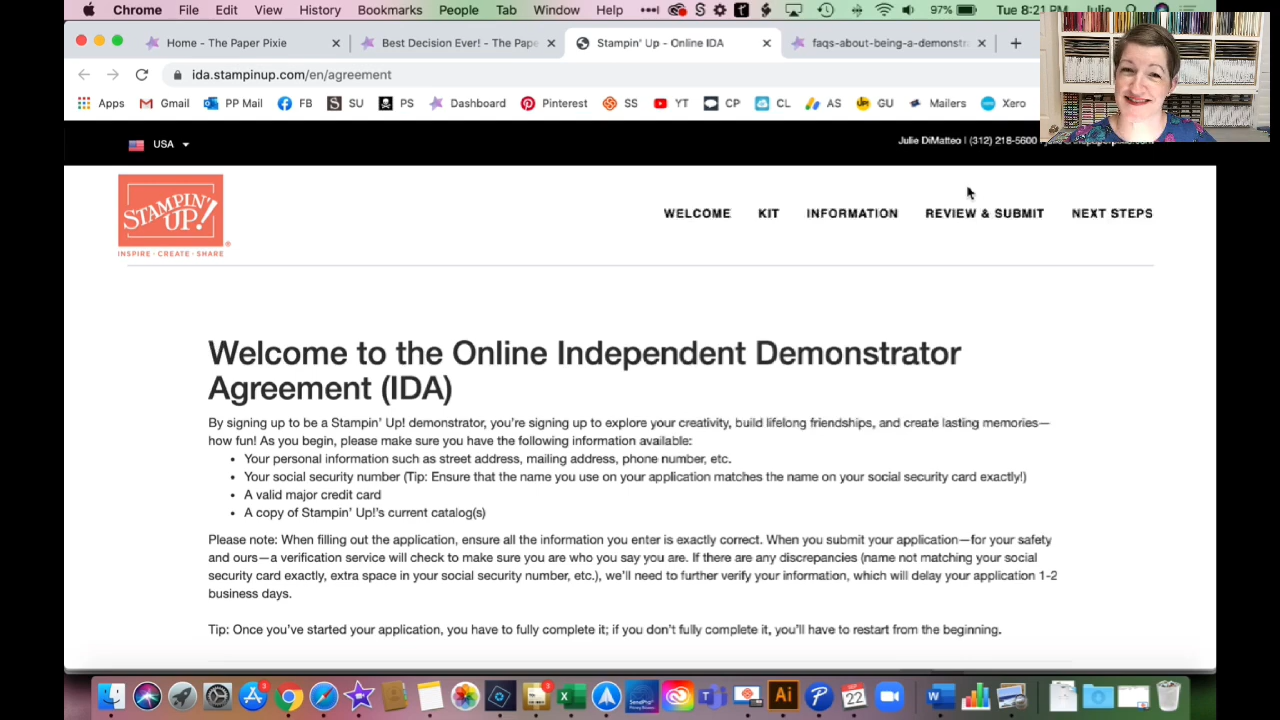 Chrome File Edit View History Bookmarks People Tab Window Help 97% Tue 8:21 PM Julie
Home - The Paper Pixie Best Decision Ever! - The Pape Stampin' Up - Online IDA faqs-about-being-a-demonstr
ida.stampinup.com/en/agreement
Apps Gmail PP Mail FB SU PS Dashboard Pinterest SS YT CP CL AS GU Mailers Xero
USA Julie DiMatteo | (312) 218-5600
STAMPIN' UP!
INSPIRE · CREATE · SHARE
WELCOME KIT INFORMATION REVIEW & SUBMIT NEXT STEPS
Welcome to the Online Independent Demonstrator
Agreement (IDA)
By signing up to be a Stampin' Up! demonstrator, you're signing up to explore your creativity, build lifelong friendships, and create lasting memories—
how fun! As you begin, please make sure you have the following information available:
• Your personal information such as street address, mailing address, phone number, etc.
• Your social security number (Tip: Ensure that the name you use on your application matches the name on your social security card exactly!)
• A valid major credit card
• A copy of Stampin' Up!'s current catalog(s)
Please note: When filling out the application, ensure all the information you enter is exactly correct. When you submit your application—for your safety
and ours—a verification service will check to make sure you are who you say you are. If there are any discrepancies (name not matching your social
security card exactly, extra space in your social security number, etc.), we'll need to further verify your information, which will delay your application 1-2
business days.
Tip: Once you've started your application, you have to fully complete it; if you don't fully complete it, you'll have to restart from the beginning.
Ai 22